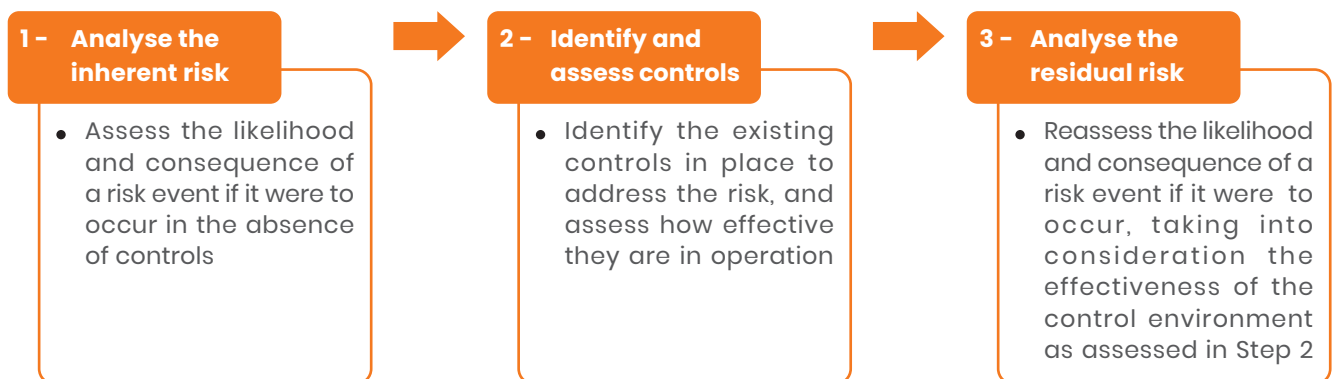 1 - Analyse the
inherent risk
● Assess the likelihood
and consequence of
a risk event if it were to
occur in the absence
of controls
2 - Identify and
assess controls
● Identify the existing
controls in place to
address the risk, and
assess how effective
they are in operation
3 - Analyse the
residual risk
● Reassess the likelihood
and consequence of a
risk event if it were to
occur, taking into
consideration the
effectiveness of the
control environment
as assessed in Step 2